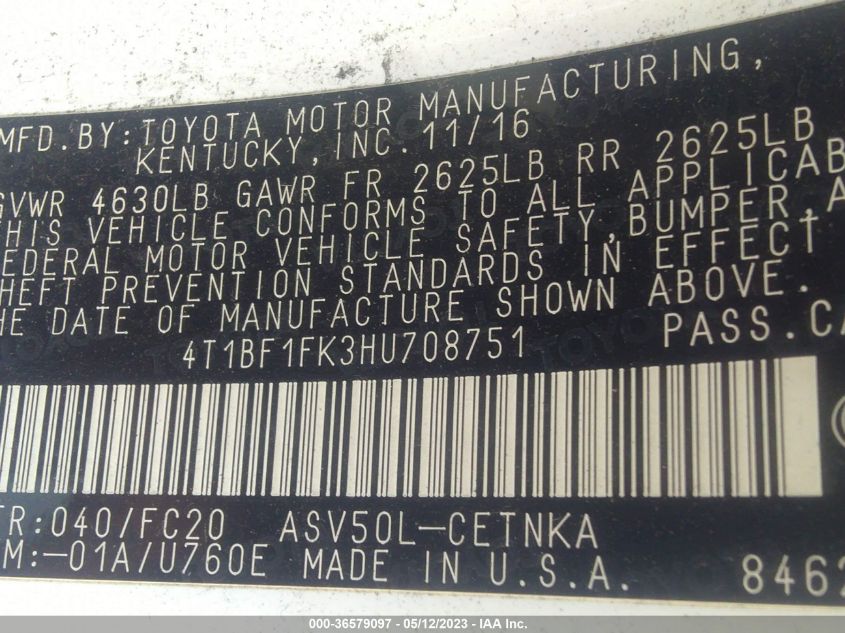 MFD. BY: TOYOTA MOTOR MANUFACTURING,
KENTUCKY, INC. 11/16
GVWR 4630LB GAWR FR 2625LB RR 2625LB
THIS VEHICLE CONFORMS TO ALL APPLICAB
FEDERAL MOTOR VEHICLE SAFETY, BUMPER, A
THEFT PREVENTION STANDARDS IN EFFECT
THE DATE OF MANUFACTURE SHOWN ABOVE.
4T1BF1FK3HU708751 PASS. CA
TR: 040/FC20 ASV50L-CETNKA
M: -01A/U760E MADE IN U.S.A. 8462
000-36579097 - 05/12/2023 - IAA Inc.